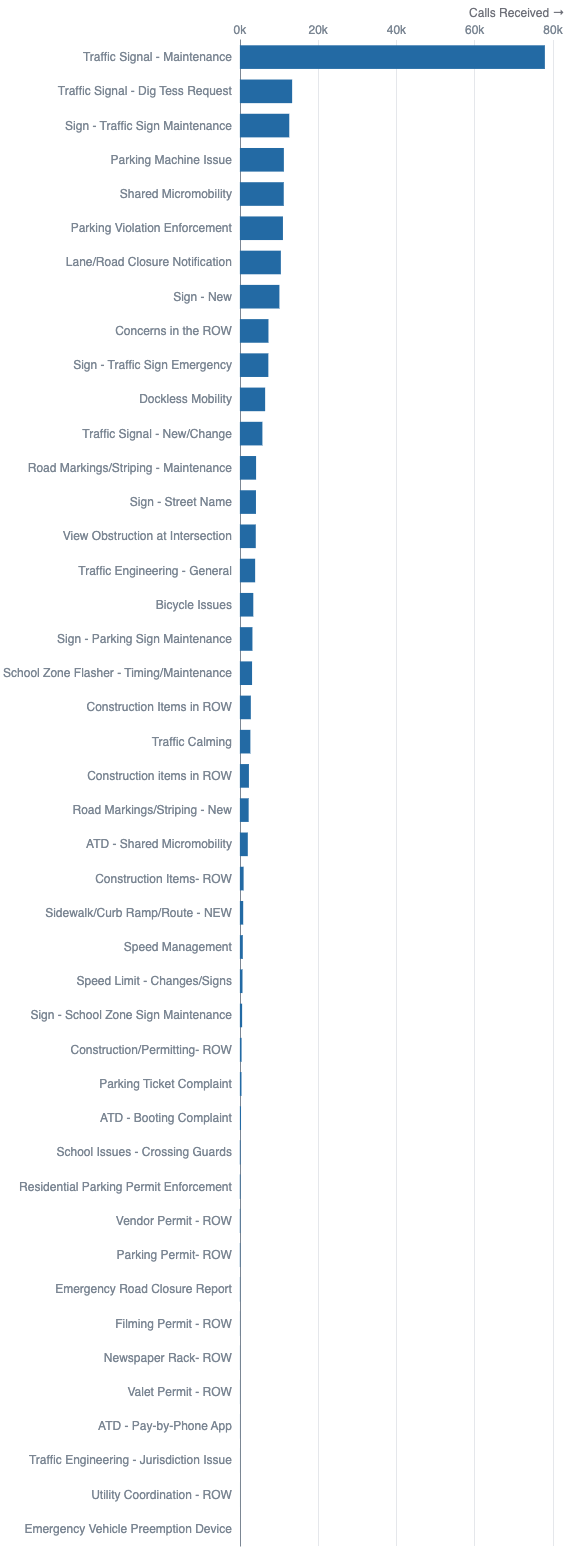 Calls Received →
0k 20k 40k 60k 80k
Traffic Signal - Maintenance
Traffic Signal - Dig Tess Request
Sign - Traffic Sign Maintenance
Parking Machine Issue
Shared Micromobility
Parking Violation Enforcement
Lane/Road Closure Notification
Sign - New
Concerns in the ROW
Sign - Traffic Sign Emergency
Dockless Mobility
Traffic Signal - New/Change
Road Markings/Striping - Maintenance
Sign - Street Name
View Obstruction at Intersection
Traffic Engineering - General
Bicycle Issues
Sign - Parking Sign Maintenance
School Zone Flasher - Timing/Maintenance
Construction Items in ROW
Traffic Calming
Construction items in ROW
Road Markings/Striping - New
ATD - Shared Micromobility
Construction Items- ROW
Sidewalk/Curb Ramp/Route - NEW
Speed Management
Speed Limit - Changes/Signs
Sign - School Zone Sign Maintenance
Construction/Permitting- ROW
Parking Ticket Complaint
ATD - Booting Complaint
School Issues - Crossing Guards
Residential Parking Permit Enforcement
Vendor Permit - ROW
Parking Permit- ROW
Emergency Road Closure Report
Filming Permit - ROW
Newspaper Rack- ROW
Valet Permit - ROW
ATD - Pay-by-Phone App
Traffic Engineering - Jurisdiction Issue
Utility Coordination - ROW
Emergency Vehicle Preemption Device